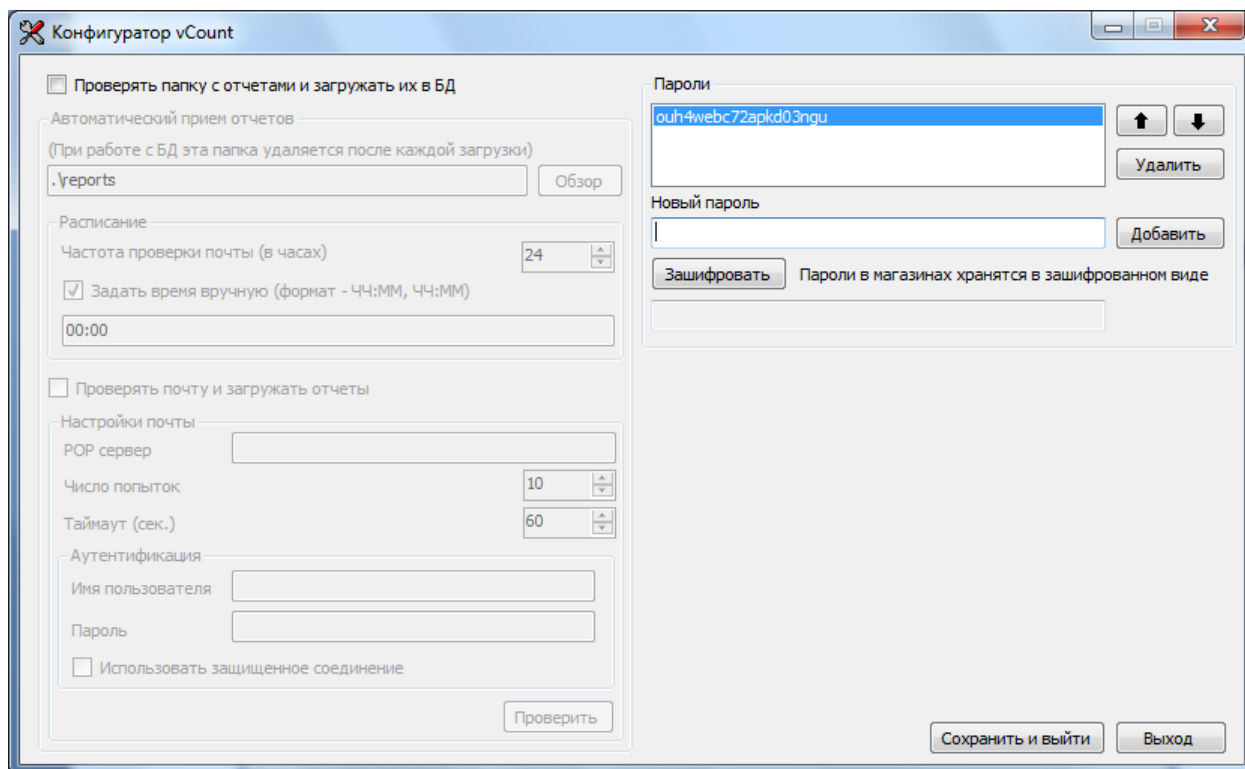 Конфигуратор vCount
Проверять папку с отчетами и загружать их в БД
Автоматический прием отчетов
(При работе с БД эта папка удаляется после каждой загрузки)
.\reports
Обзор
Расписание
Частота проверки почты (в часах)
24
Задать время вручную (формат - ЧЧ:ММ, ЧЧ:ММ)
00:00
Проверять почту и загружать отчеты
Настройки почты
POP сервер
Число попыток
10
Таймаут (сек.)
60
Аутентификация
Имя пользователя
Пароль
Использовать защищенное соединение
Проверить
Пароли
ouh4webc72apkd03ngu
Удалить
Новый пароль
Добавить
Зашифровать
Пароли в магазинах хранятся в зашифрованном виде
Сохранить и выйти
Выход